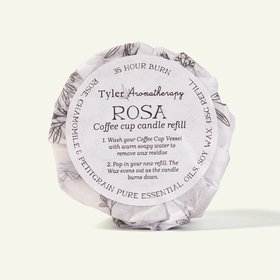 35 HOUR BURN
Tyler Aromatherapy
ROSA
Coffee cup candle refill
1. Wash your Coffee Cup Vessel
with warm soapy water to
remove wax residue
2. Pop in your new refill. The
Wax evens out as the candle
burns down.
ROSE, CHAMOMILE & PETITGRAIN PURE ESSENTIAL OILS, SOY WAX, 135G REFILL